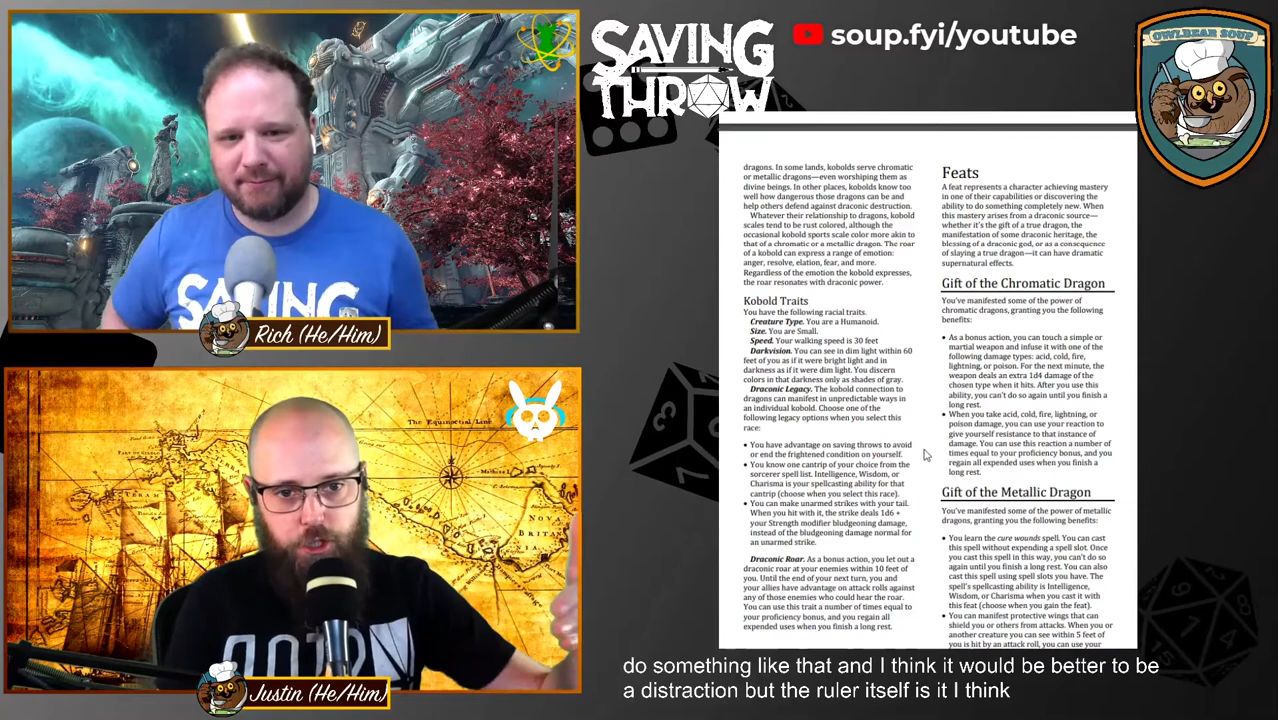 SAVING
THROW
soup.fyi/youtube
OWLBEAR SOUP
SAVING
Rich (He/Him)
The Equinoctial Line
Justin (He/Him)
dragons. In some lands, kobolds serve chromatic
or metallic dragons—even worshiping them as
divine beings. In other places, kobolds know too
well how dangerous those dragons can be and
help others defend against draconic destruction.
Whatever their relationship to dragons, kobold
scales tend to be rust colored, although the
occasional kobold sports scale color more akin to
that of a chromatic or a metallic dragon. The roar
of a kobold can express a range of emotion:
anger, resolve, elation, fear, and more.
Regardless of the emotion the kobold expresses,
the roar resonates with draconic power.
Kobold Traits
You have the following racial traits.
Creature Type. You are a Humanoid.
Size. You are Small.
Speed. Your walking speed is 30 feet
Darkvision. You can see in dim light within 60
feet of you as if it were bright light and in
darkness as if it were dim light. You discern
colors in that darkness only as shades of gray.
Draconic Legacy. The kobold connection to
dragons can manifest in unpredictable ways in
an individual kobold. Choose one of the
following legacy options when you select this
race:
• You have advantage on saving throws to avoid
or end the frightened condition on yourself.
• You know one cantrip of your choice from the
sorcerer spell list. Intelligence, Wisdom, or
Charisma is your spellcasting ability for that
cantrip (choose when you select this race).
• You can make unarmed strikes with your tail.
When you hit with it, the strike deals 1d6 +
your Strength modifier bludgeoning damage,
instead of the bludgeoning damage normal for
an unarmed strike.
Draconic Roar. As a bonus action, you let out a
draconic roar at your enemies within 10 feet of
you. Until the end of your next turn, you and
your allies have advantage on attack rolls against
any of those enemies who could hear the roar.
You can use this trait a number of times equal to
your proficiency bonus, and you regain all
expended uses when you finish a long rest.
Feats
A feat represents a character achieving mastery
in one of their capabilities or discovering the
ability to do something completely new. When
this mastery arises from a draconic source—
whether it's the gift of a true dragon, the
manifestation of some draconic heritage, the
blessing of a draconic god, or as a consequence
of slaying a true dragon—it can have dramatic
supernatural effects.
Gift of the Chromatic Dragon
You've manifested some of the power of
chromatic dragons, granting you the following
benefits:
• As a bonus action, you can touch a simple or
martial weapon and infuse it with one of the
following damage types: acid, cold, fire,
lightning, or poison. For the next minute, the
weapon deals an extra 1d4 damage of the
chosen type when it hits. After you use this
ability, you can't do so again until you finish a
long rest.
• When you take acid, cold, fire, lightning, or
poison damage, you can use your reaction to
give yourself resistance to that instance of
damage. You can use this reaction a number of
times equal to your proficiency bonus, and you
regain all expended uses when you finish a
long rest.
Gift of the Metallic Dragon
You've manifested some of the power of metallic
dragons, granting you the following benefits:
• You learn the cure wounds spell. You can cast
this spell without expending a spell slot. Once
you cast this spell in this way, you can't do so
again until you finish a long rest. You can also
cast this spell using spell slots you have. The
spell's spellcasting ability is Intelligence,
Wisdom, or Charisma when you cast it with
this feat (choose when you gain the feat).
• You can manifest protective wings that can
shield you or others from attacks. When you or
another creature you can see within 5 feet of
you is hit by an attack roll, you can use your
do something like that and I think it would be better to be
a distraction but the ruler itself is it I think